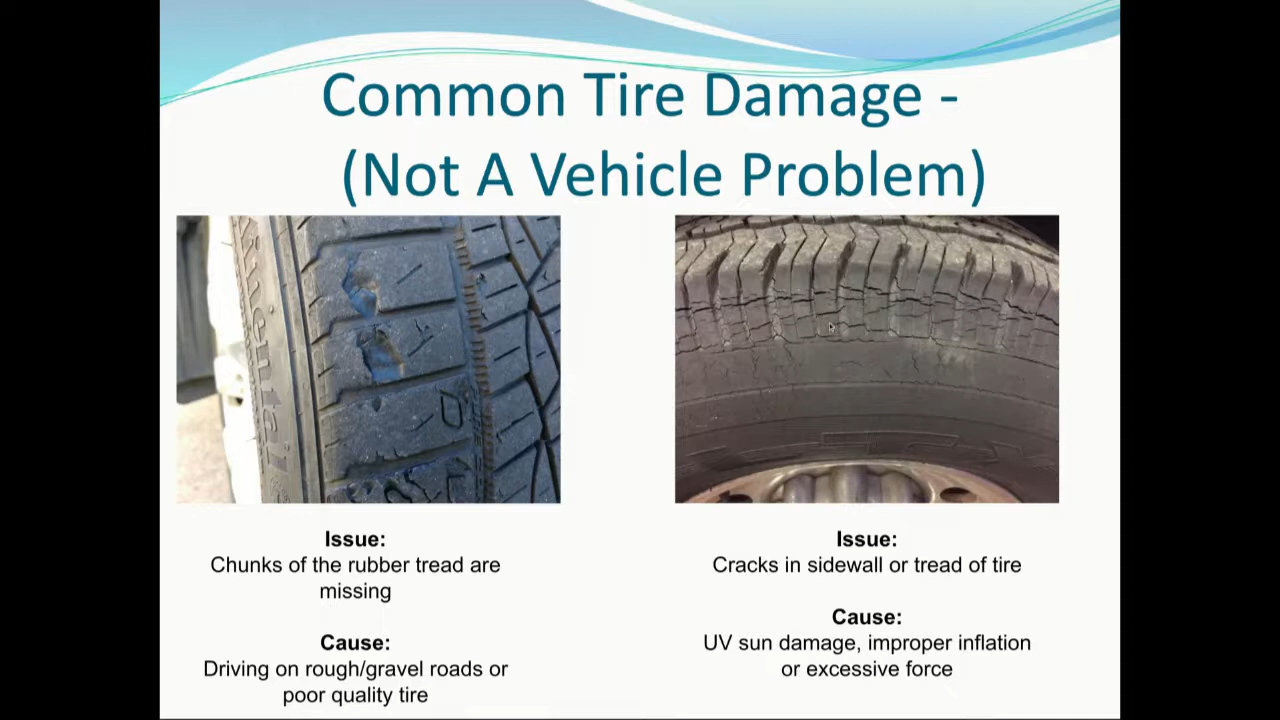 Common Tire Damage -
(Not A Vehicle Problem)
Issue:
Chunks of the rubber tread are
missing
Cause:
Driving on rough/gravel roads or
poor quality tire
Issue:
Cracks in sidewall or tread of tire
Cause:
UV sun damage, improper inflation
or excessive force